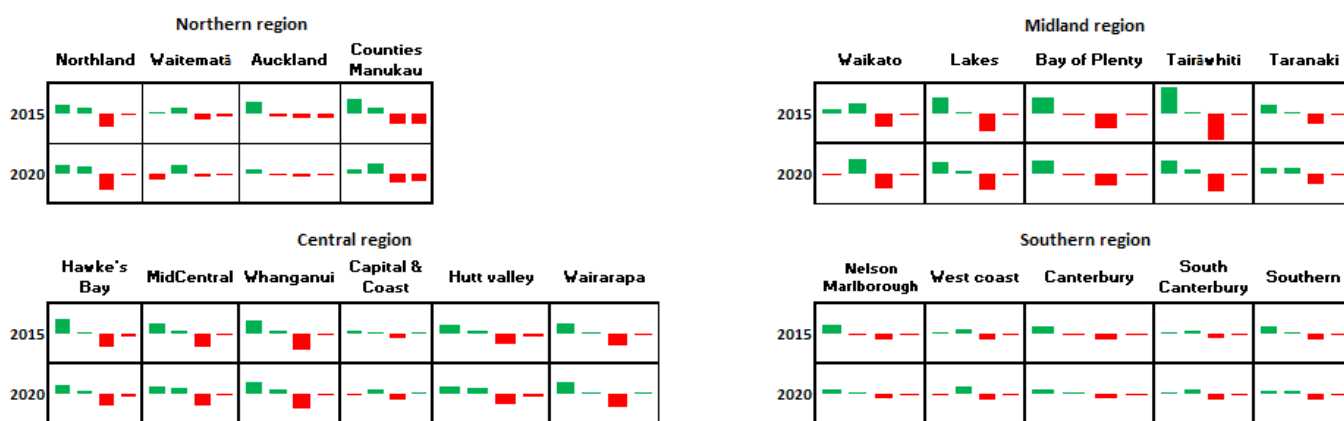 Northern region
Northland Waitematā Auckland Counties Manukau
2015
2020
Midland region
Waikato Lakes Bay of Plenty Tairāwhiti Taranaki
2015
2020
Central region
Hawke's Bay MidCentral Whanganui Capital & Coast Hutt valley Wairarapa
2015
2020
Southern region
Nelson Marlborough West coast Canterbury South Canterbury Southern
2015
2020